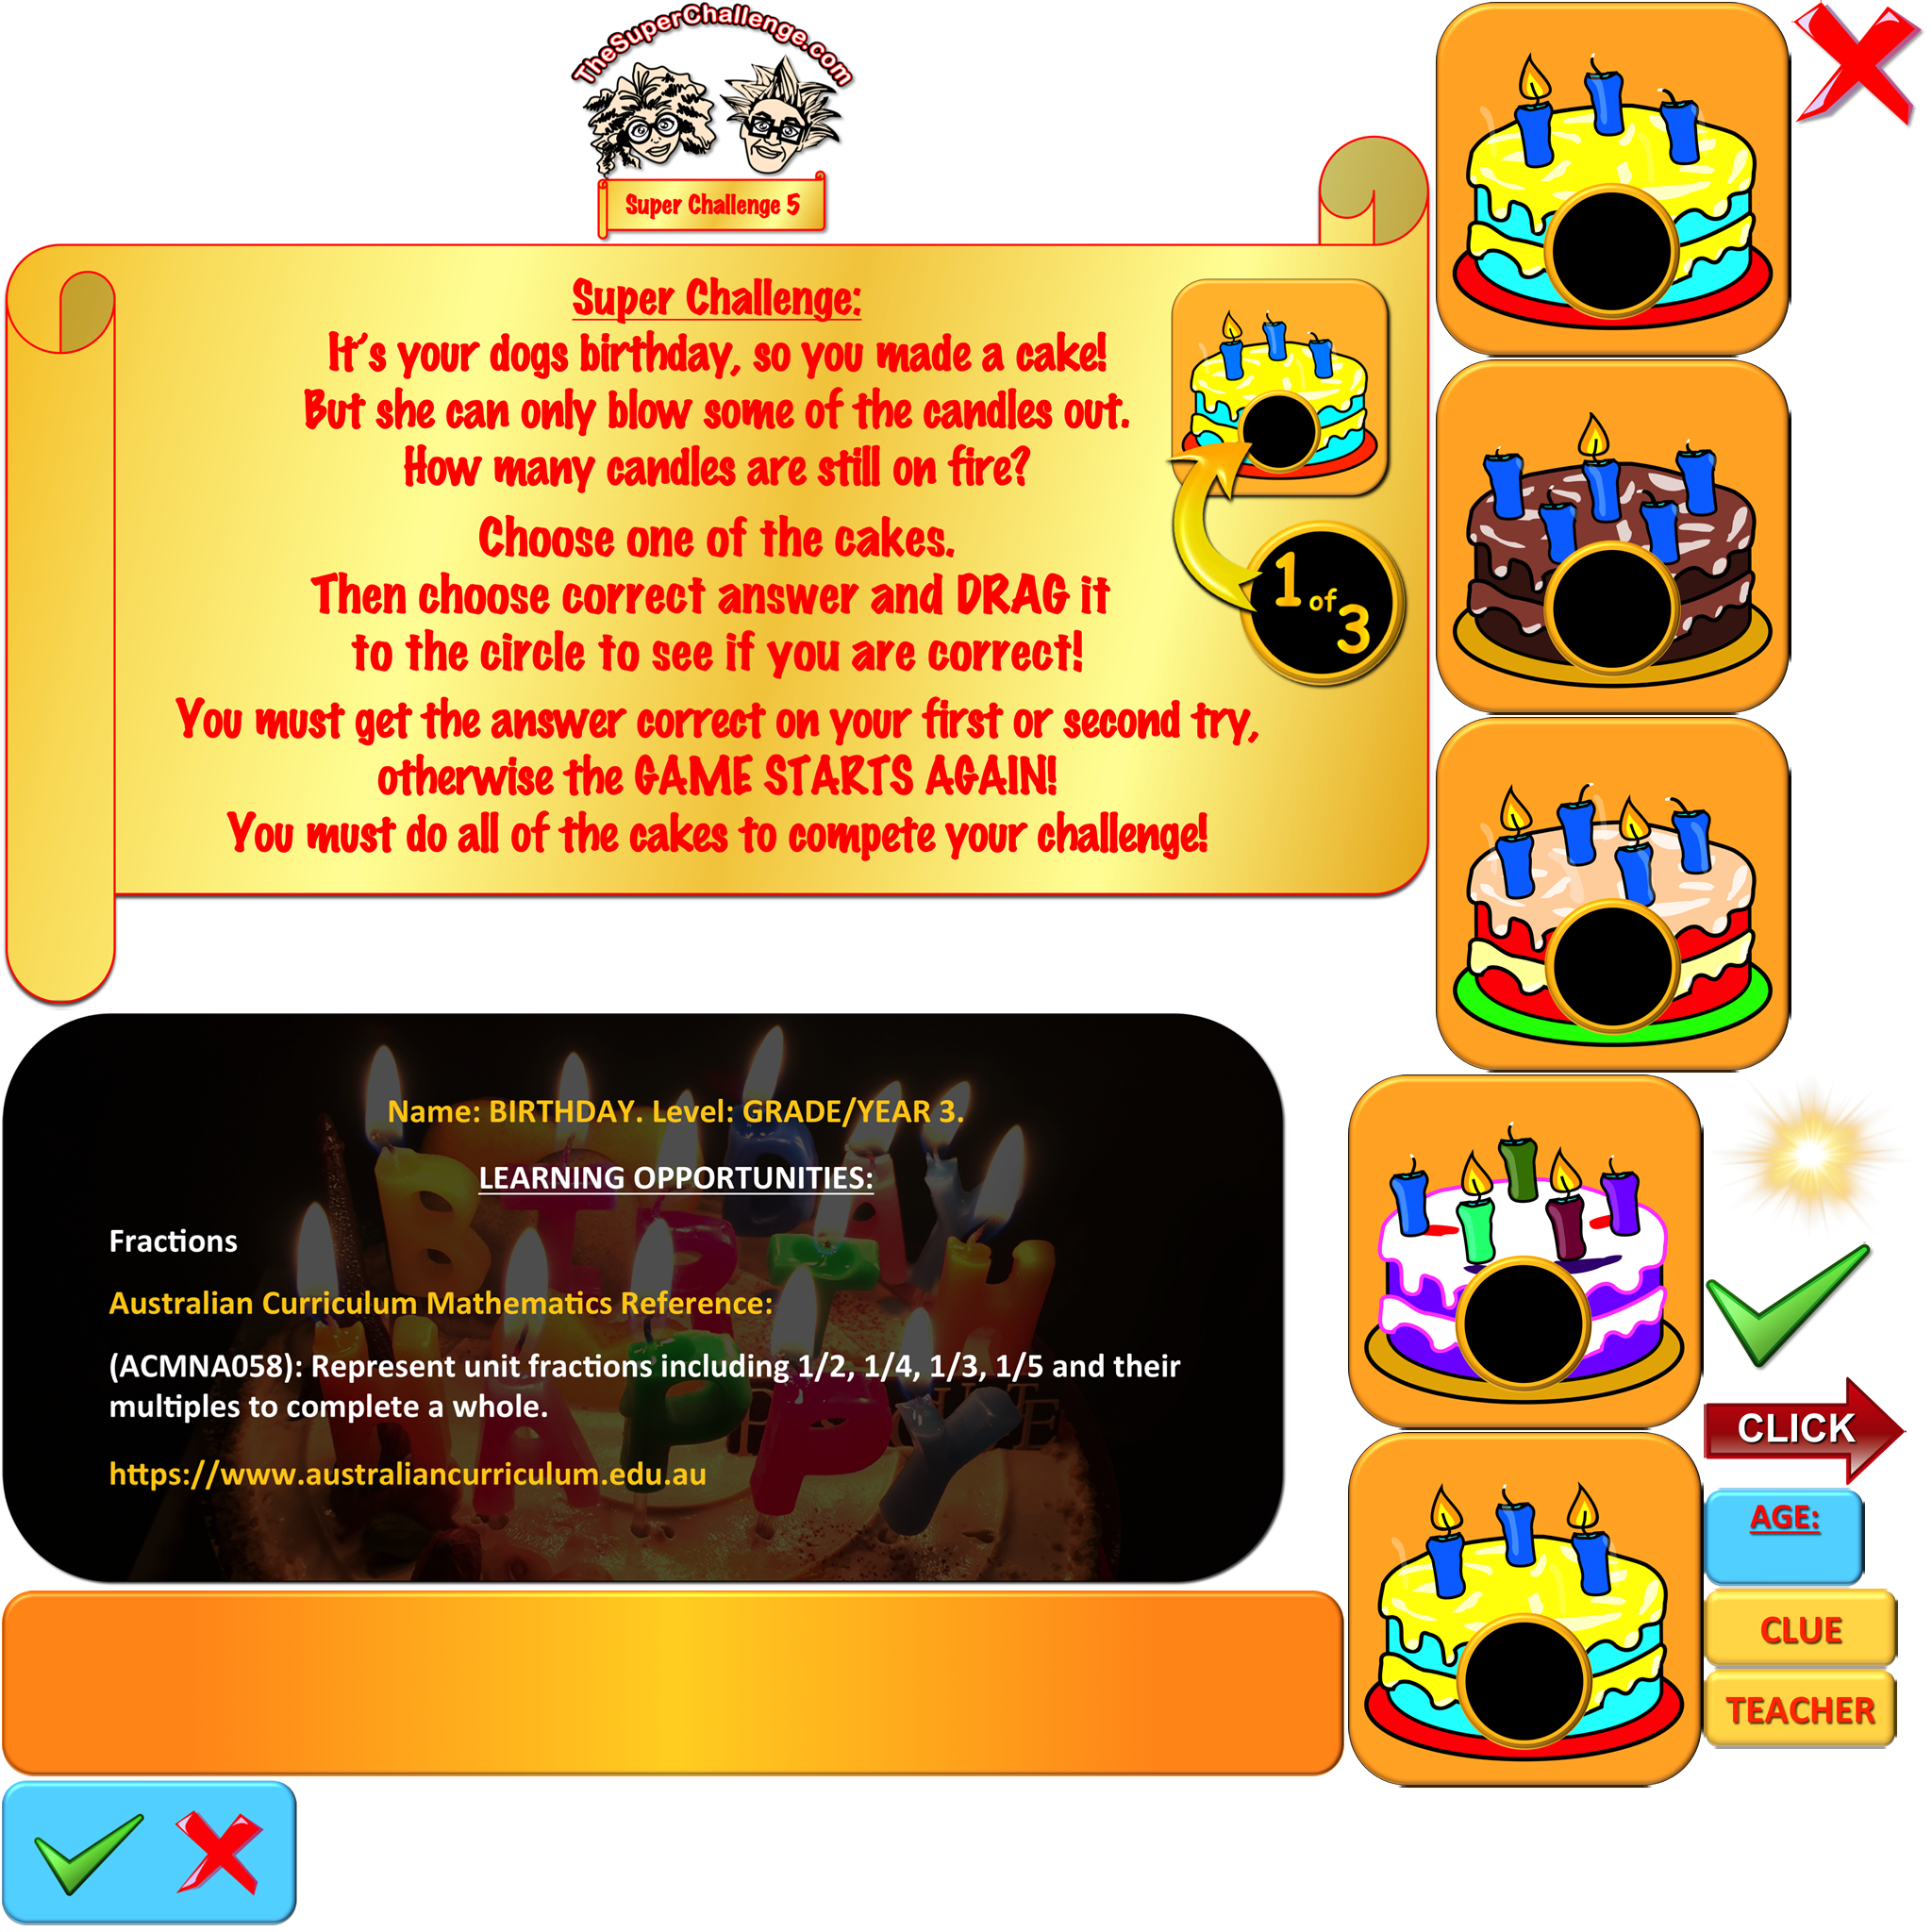 TheSuperChallenge.com
Super Challenge 5
Super Challenge:
It's your dogs birthday, so you made a cake!
But she can only blow some of the candles out.
How many candles are still on fire?
Choose one of the cakes.
Then choose correct answer and DRAG it
to the circle to see if you are correct!
You must get the answer correct on your first or second try,
otherwise the GAME STARTS AGAIN!
You must do all of the cakes to compete your challenge!
1 of 3
Name: BIRTHDAY. Level: GRADE/YEAR 3.
LEARNING OPPORTUNITIES:
Fractions
Australian Curriculum Mathematics Reference:
(ACMNA058): Represent unit fractions including 1/2, 1/4, 1/3, 1/5 and their
multiples to complete a whole.
https://www.australiancurriculum.edu.au
CLICK
AGE:
CLUE
TEACHER